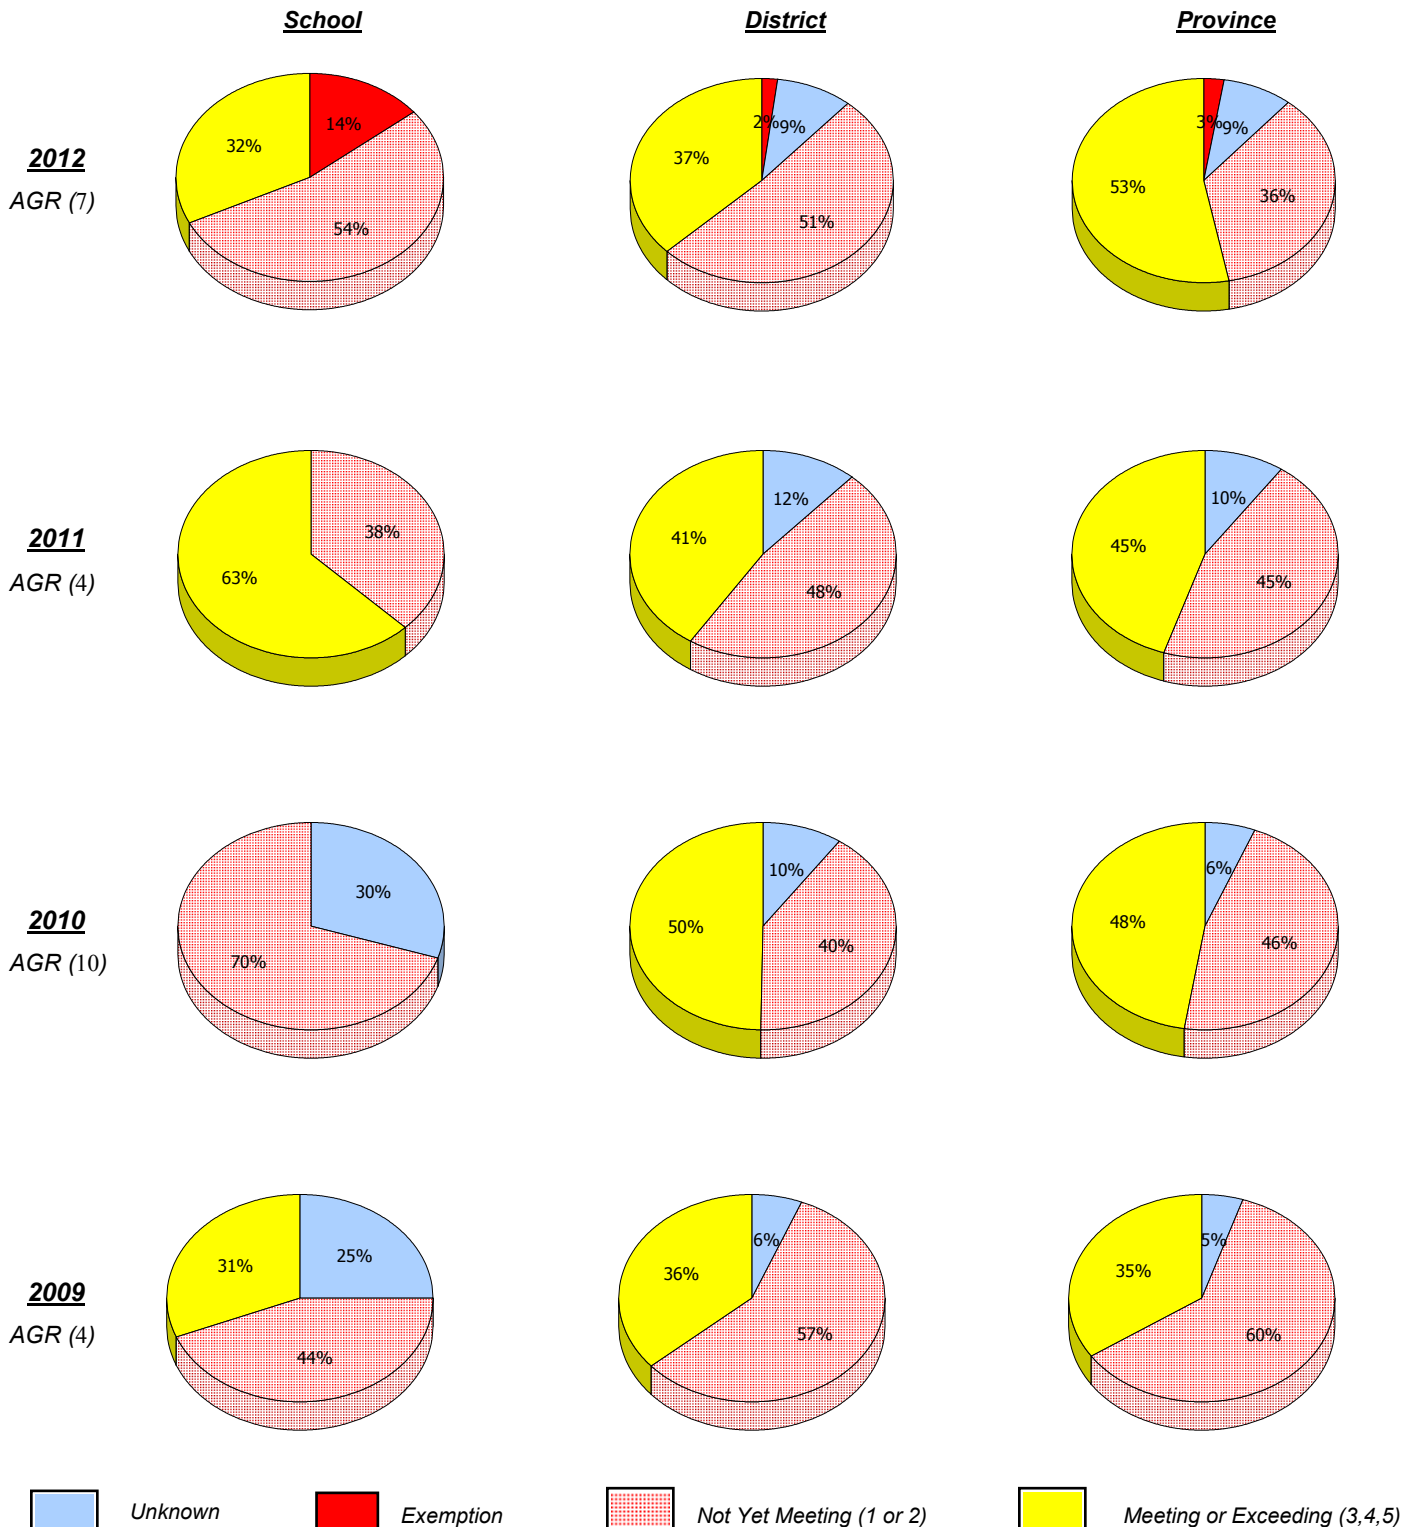 School District Province
2012
AGR (7)
32% 14% 54%
37% 2% 9% 51%
53% 3% 9% 36%
2011
AGR (4)
63% 38%
41% 12% 48%
45% 10% 45%
2010
AGR (10)
70% 30%
50% 10% 40%
48% 6% 46%
2009
AGR (4)
31% 25% 44%
36% 6% 57%
35% 5% 60%
Unknown Exemption Not Yet Meeting (1 or 2) Meeting or Exceeding (3,4,5)